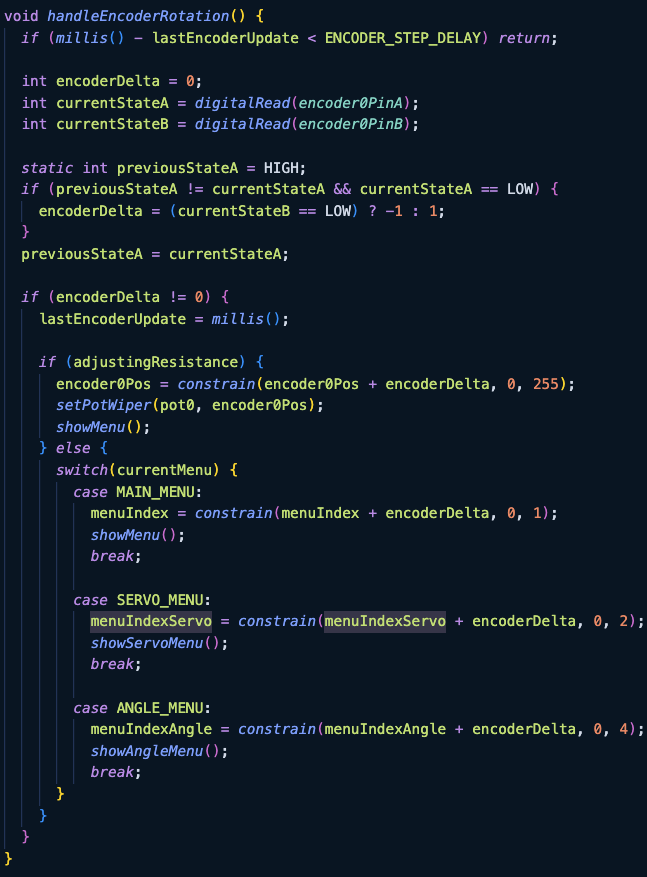 void handleEncoderRotation() {
  if (millis() - lastEncoderUpdate < ENCODER_STEP_DELAY) return;

  int encoderDelta = 0;
  int currentStateA = digitalRead(encoder0PinA);
  int currentStateB = digitalRead(encoder0PinB);

  static int previousStateA = HIGH;
  if (previousStateA != currentStateA && currentStateA == LOW) {
    encoderDelta = (currentStateB == LOW) ? -1 : 1;
  }
  previousStateA = currentStateA;

  if (encoderDelta != 0) {
    lastEncoderUpdate = millis();

    if (adjustingResistance) {
      encoder0Pos = constrain(encoder0Pos + encoderDelta, 0, 255);
      setPotWiper(pot0, encoder0Pos);
      showMenu();
    } else {
      switch(currentMenu) {
        case MAIN_MENU:
          menuIndex = constrain(menuIndex + encoderDelta, 0, 1);
          showMenu();
          break;

        case SERVO_MENU:
          menuIndexServo = constrain(menuIndexServo + encoderDelta, 0, 2);
          showServoMenu();
          break;

        case ANGLE_MENU:
          menuIndexAngle = constrain(menuIndexAngle + encoderDelta, 0, 4);
          showAngleMenu();
          break;
      }
    }
  }
}